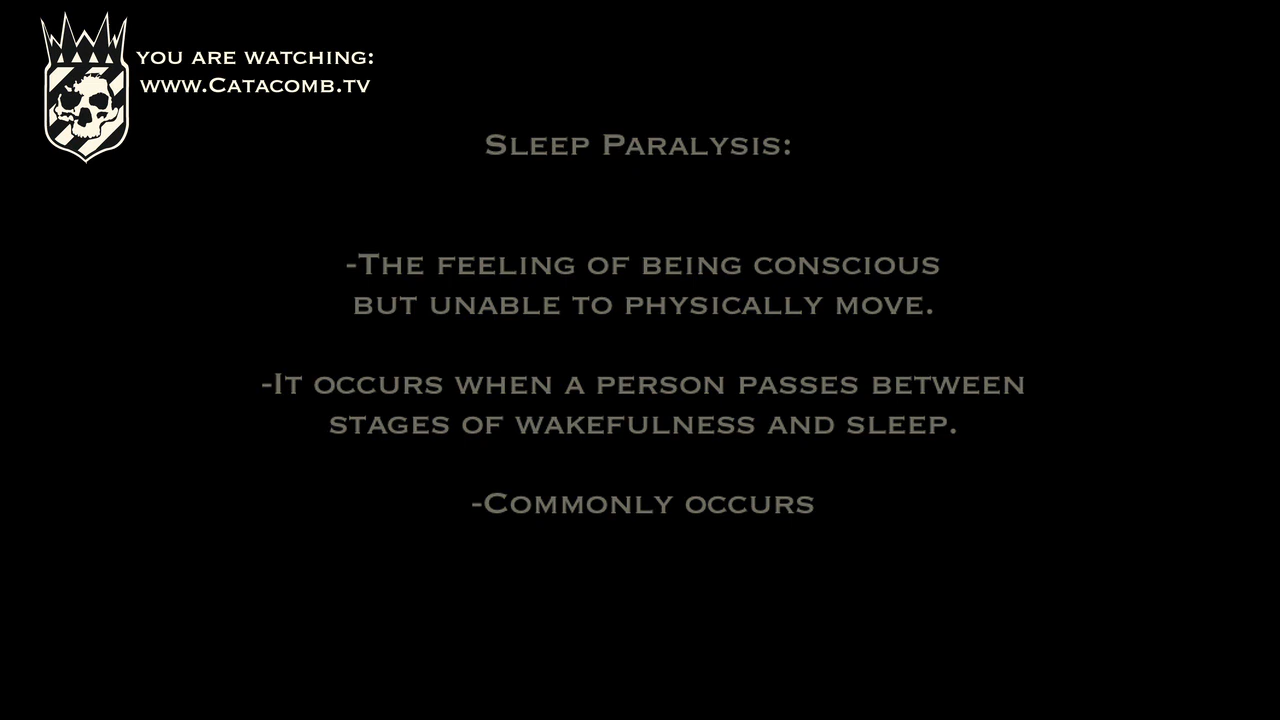 YOU ARE WATCHING:
WWW.CATACOMB.TV
SLEEP PARALYSIS:
-THE FEELING OF BEING CONSCIOUS
BUT UNABLE TO PHYSICALLY MOVE.
-IT OCCURS WHEN A PERSON PASSES BETWEEN
STAGES OF WAKEFULNESS AND SLEEP.
-COMMONLY OCCURS